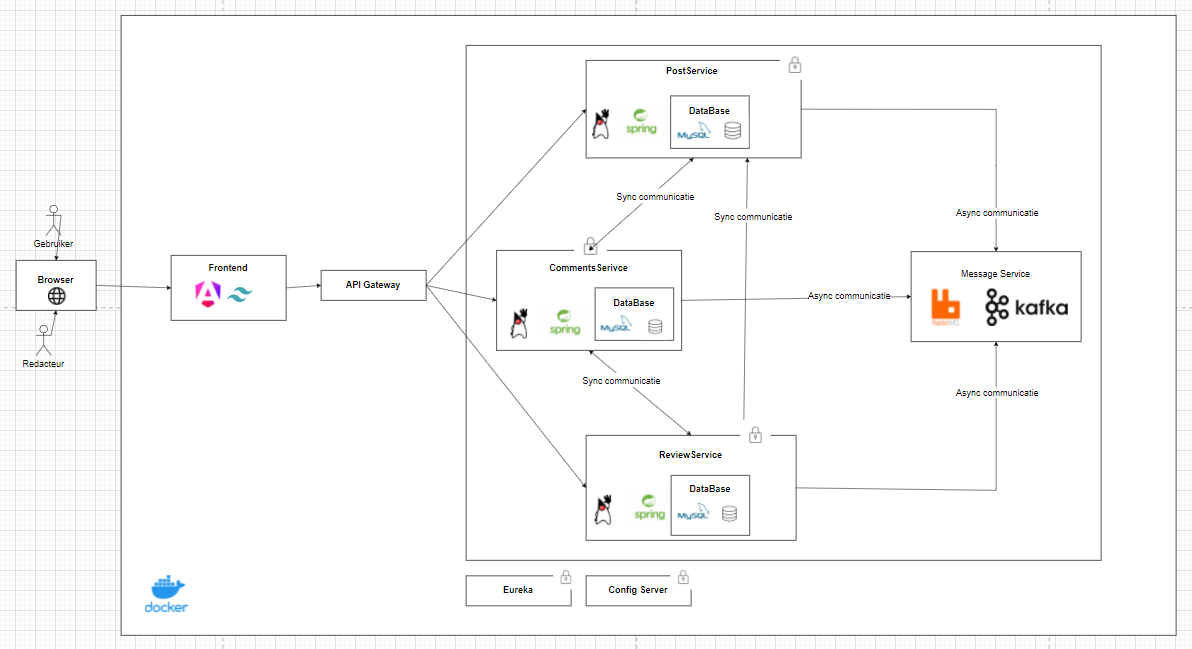 PostService
DataBase
spring
MySQL
Sync communicatie
Sync communicatie
Async communicatie
Gebruiker
Browser
Redacteur
Frontend
API Gateway
CommentsSerivce
DataBase
spring
MySQL
Async communicatie
Message Service
RabbitMQ
kafka
Sync communicatie
Async communicatie
ReviewService
DataBase
spring
MySQL
docker
Eureka
Config Server